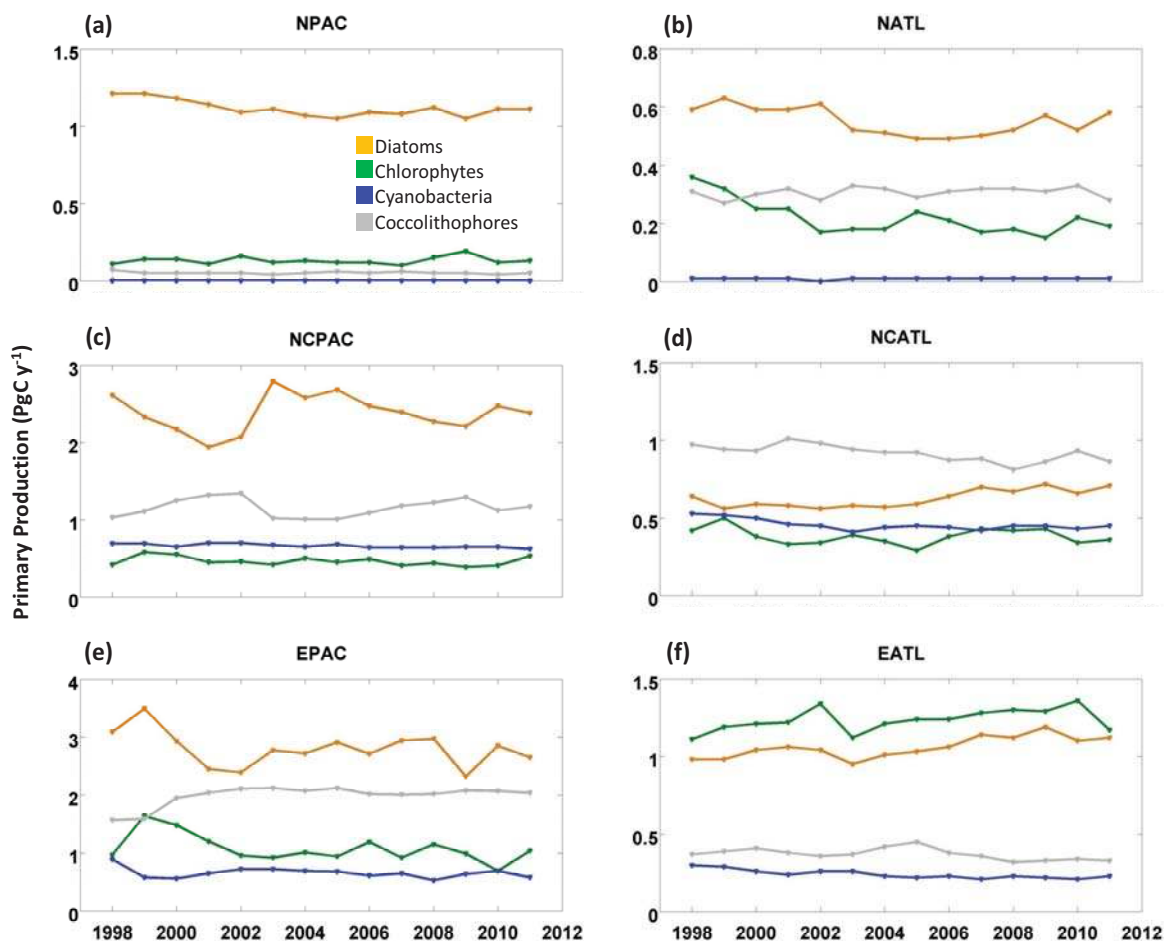 (a) NPAC
1.5
1
0.5
0
Diatoms
Chlorophytes
Cyanobacteria
Coccolithophores
(b) NATL
0.8
0.6
0.4
0.2
0
(c) NCPAC
3
2
1
0
(d) NCATL
1.5
1
0.5
0
Primary Production (PgC y⁻¹)
(e) EPAC
4
3
2
1
0
1998 2000 2002 2004 2006 2008 2010 2012
(f) EATL
1.5
1
0.5
0
1998 2000 2002 2004 2006 2008 2010 2012